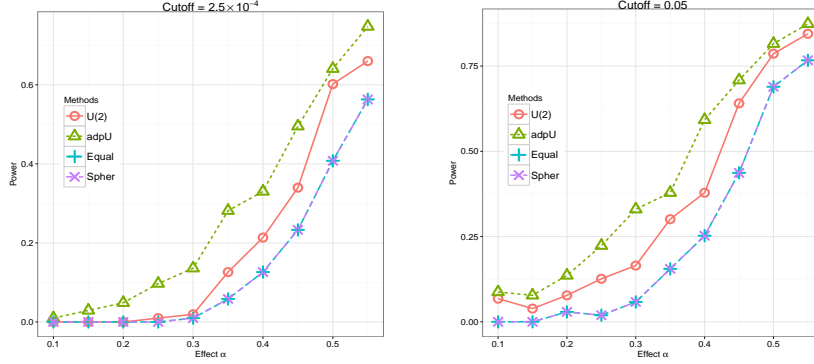 Cutoff = 2.5×10⁻⁴
Power
0.6
0.4
0.2
0.0
Methods
U(2)
adpU
Equal
Spher
0.1
0.2
0.3
0.4
0.5
Effect α
Cutoff = 0.05
Power
0.75
0.50
0.25
0.00
Methods
U(2)
adpU
Equal
Spher
0.1
0.2
0.3
0.4
0.5
Effect α